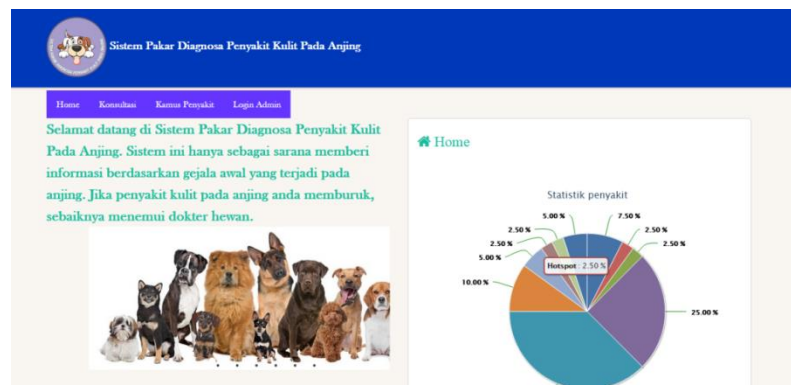 Sistem Pakar Diagnosa Penyakit Kulit Pada Anjing
Home Konsultasi Kamus Penyakit Login Admin
Selamat datang di Sistem Pakar Diagnosa Penyakit Kulit
Pada Anjing. Sistem ini hanya sebagai sarana memberi
informasi berdasarkan gejala awal yang terjadi pada
anjing. Jika penyakit kulit pada anjing anda memburuk,
sebaiknya menemui dokter hewan.
Home
Statistik penyakit
5.00 %
7.50 %
2.50 %
2.50 %
2.50 %
2.50 %
5.00 %
Hotspot : 2.50 %
10.00 %
25.00 %